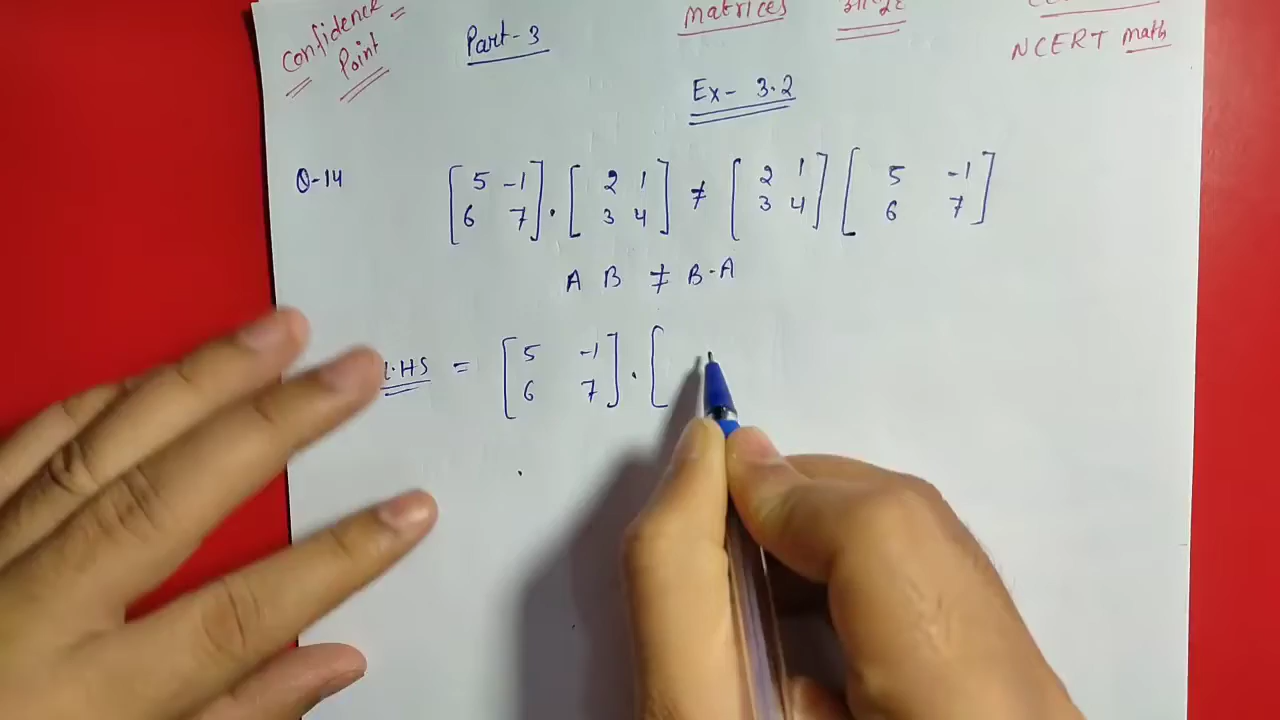 confidence Point
Part-3
matrices
NCERT math
Ex- 3.2
Q-14 [5 -1 6 7] . [2 1 3 4] ≠ [2 1 3 4] [5 -1 6 7]
A B ≠ B-A
L.HS = [5 -1 6 7] . [